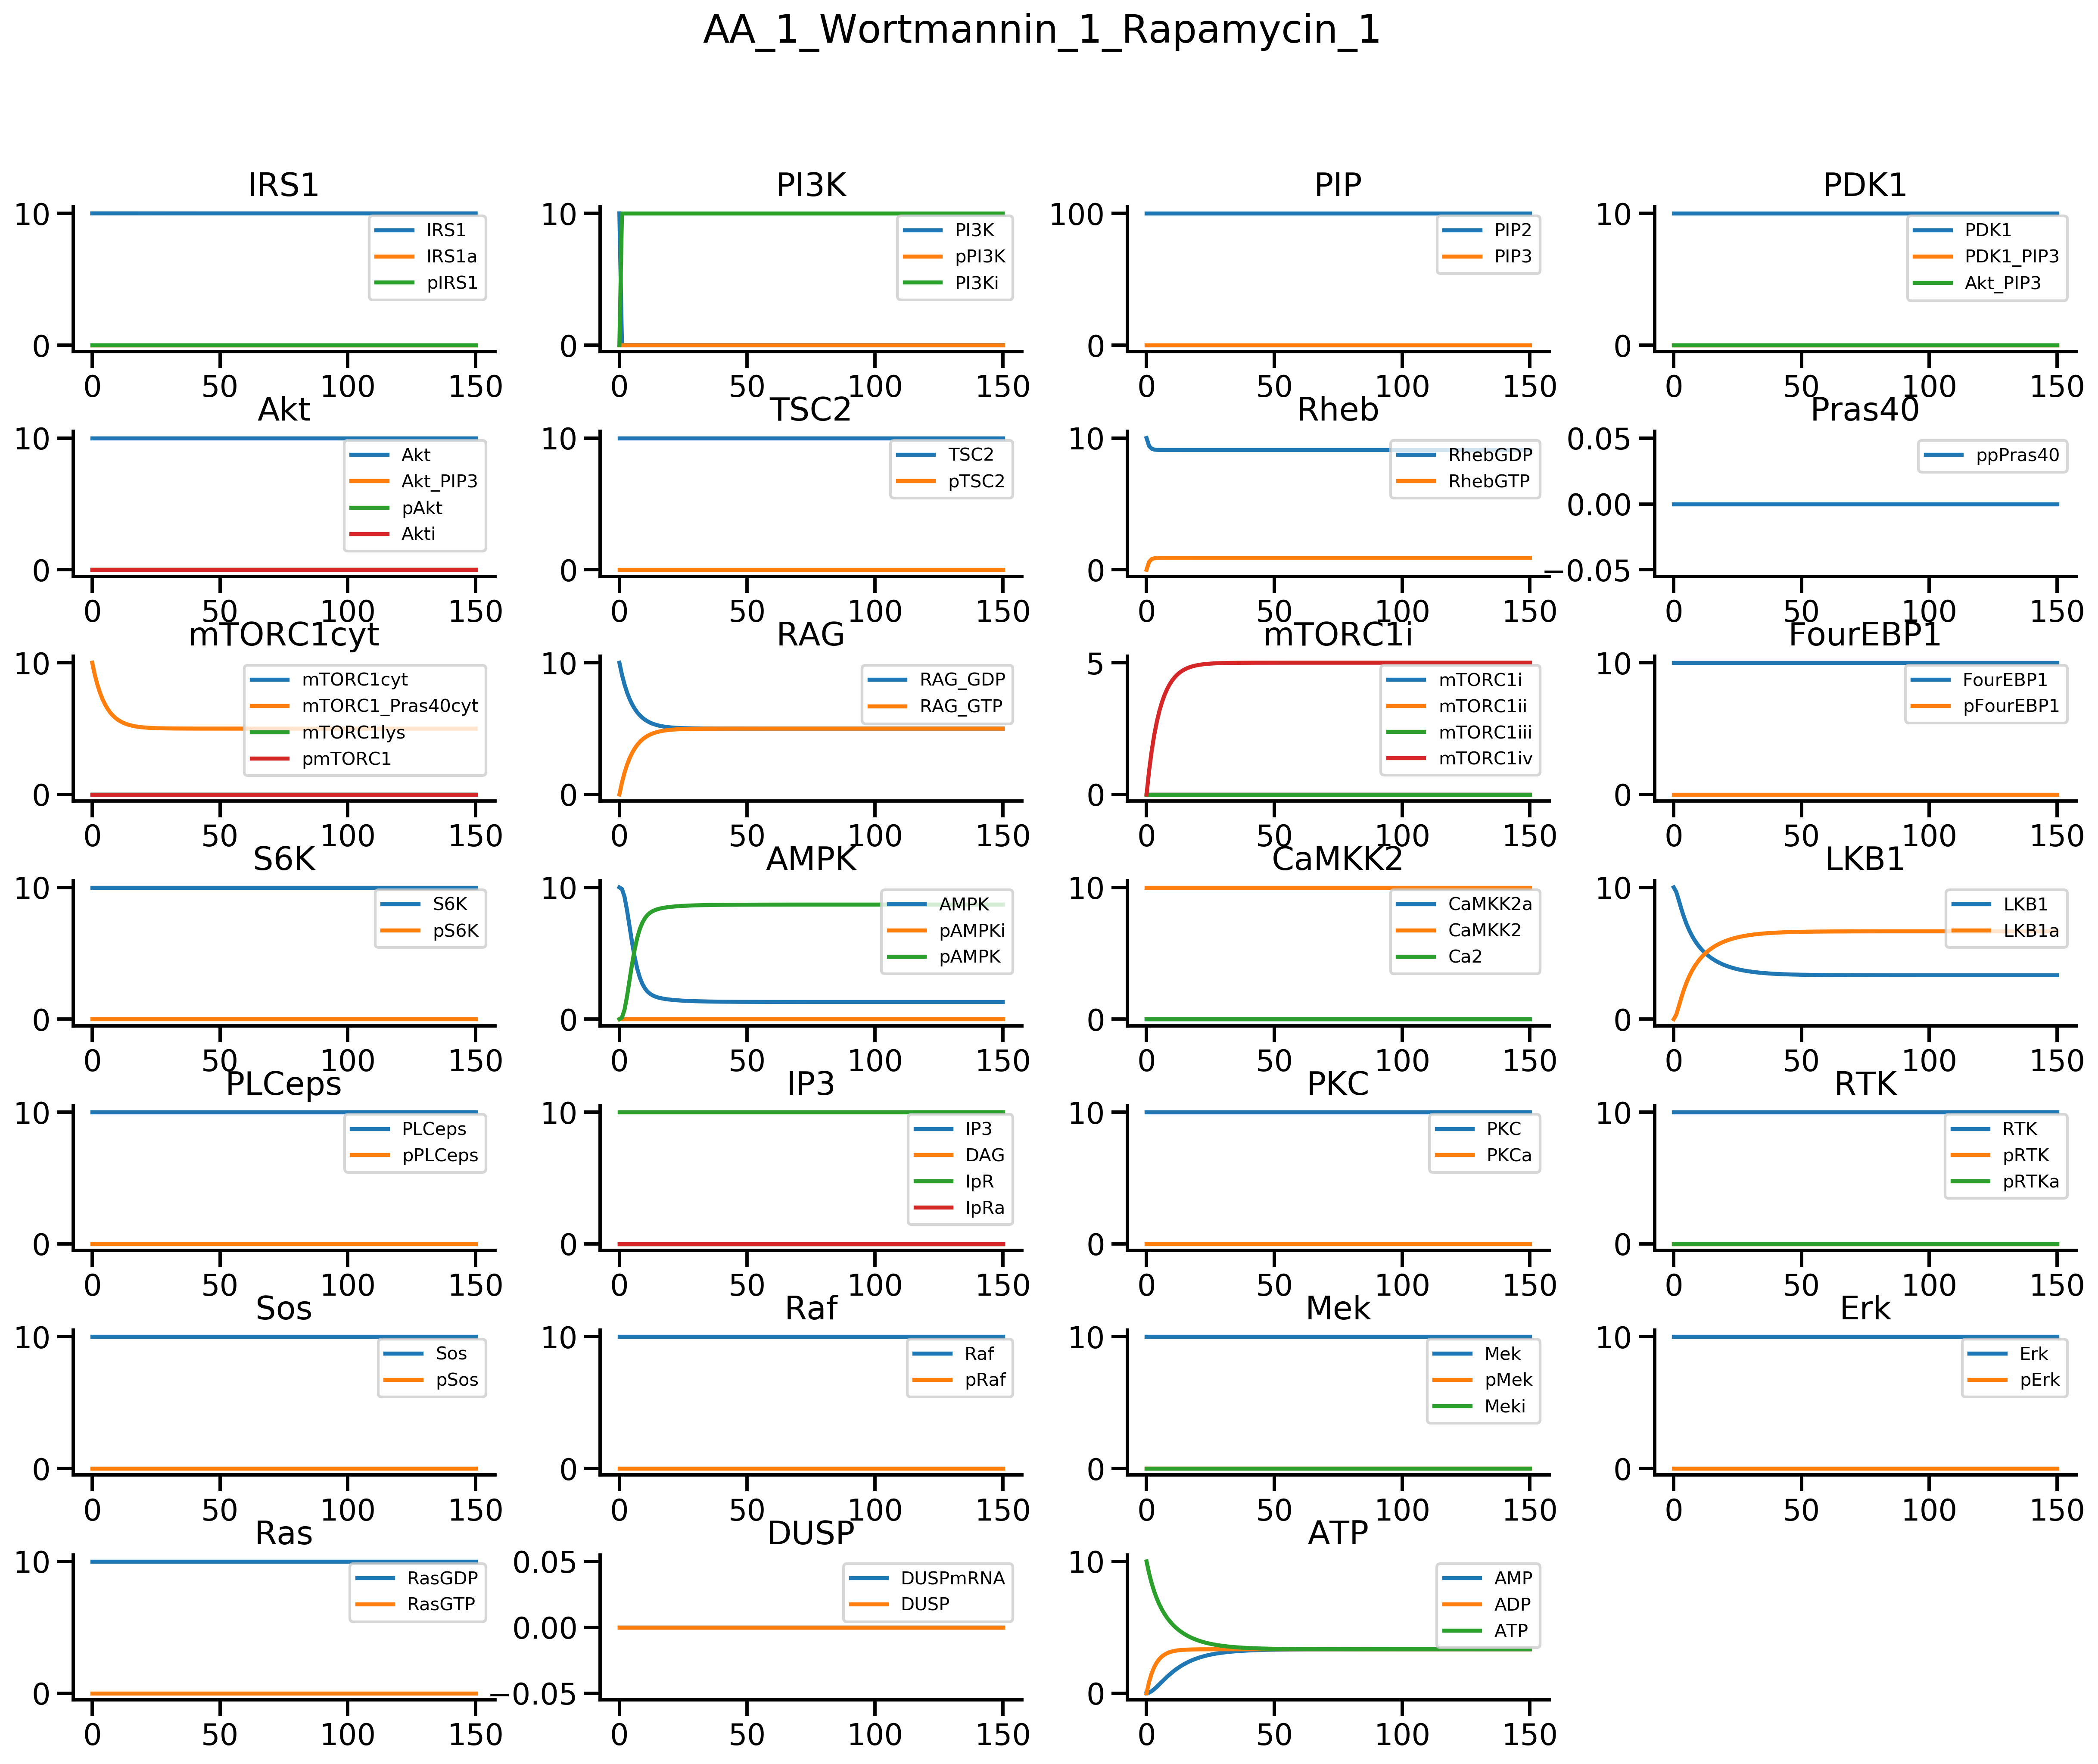 AA_1_Wortmannin_1_Rapamycin_1
IRS1
10
0
0 50 100 150
IRS1
IRS1a
pIRS1
PI3K
10
0
0 50 100 150
PI3K
pPI3K
PI3Ki
PIP
100
0
0 50 100 150
PIP2
PIP3
PDK1
10
0
0 50 100 150
PDK1
PDK1_PIP3
Akt_PIP3
Akt
10
0
0 50 100 150
Akt
Akt_PIP3
pAkt
Akti
TSC2
10
0
0 50 100 150
TSC2
pTSC2
Rheb
10
0
0 50 100 150
RhebGDP
RhebGTP
Pras40
0.05
0.00
−0.05
0 50 100 150
ppPras40
mTORC1cyt
10
0
0 50 100 150
mTORC1cyt
mTORC1_Pras40cyt
mTORC1lys
pmTORC1
RAG
10
0
0 50 100 150
RAG_GDP
RAG_GTP
mTORC1i
5
0
0 50 100 150
mTORC1i
mTORC1ii
mTORC1iii
mTORC1iv
FourEBP1
10
0
0 50 100 150
FourEBP1
pFourEBP1
S6K
10
0
0 50 100 150
S6K
pS6K
AMPK
10
0
0 50 100 150
AMPK
pAMPKi
pAMPK
CaMKK2
10
0
0 50 100 150
CaMKK2a
CaMKK2
Ca2
LKB1
10
0
0 50 100 150
LKB1
LKB1a
PLCeps
10
0
0 50 100 150
PLCeps
pPLCeps
IP3
10
0
0 50 100 150
IP3
DAG
IpR
IpRa
PKC
10
0
0 50 100 150
PKC
PKCa
RTK
10
0
0 50 100 150
RTK
pRTK
pRTKa
Sos
10
0
0 50 100 150
Sos
pSos
Raf
10
0
0 50 100 150
Raf
pRaf
Mek
10
0
0 50 100 150
Mek
pMek
Meki
Erk
10
0
0 50 100 150
Erk
pErk
Ras
10
0
0 50 100 150
RasGDP
RasGTP
DUSP
0.05
0.00
−0.05
0 50 100 150
DUSPmRNA
DUSP
ATP
10
0
0 50 100 150
AMP
ADP
ATP